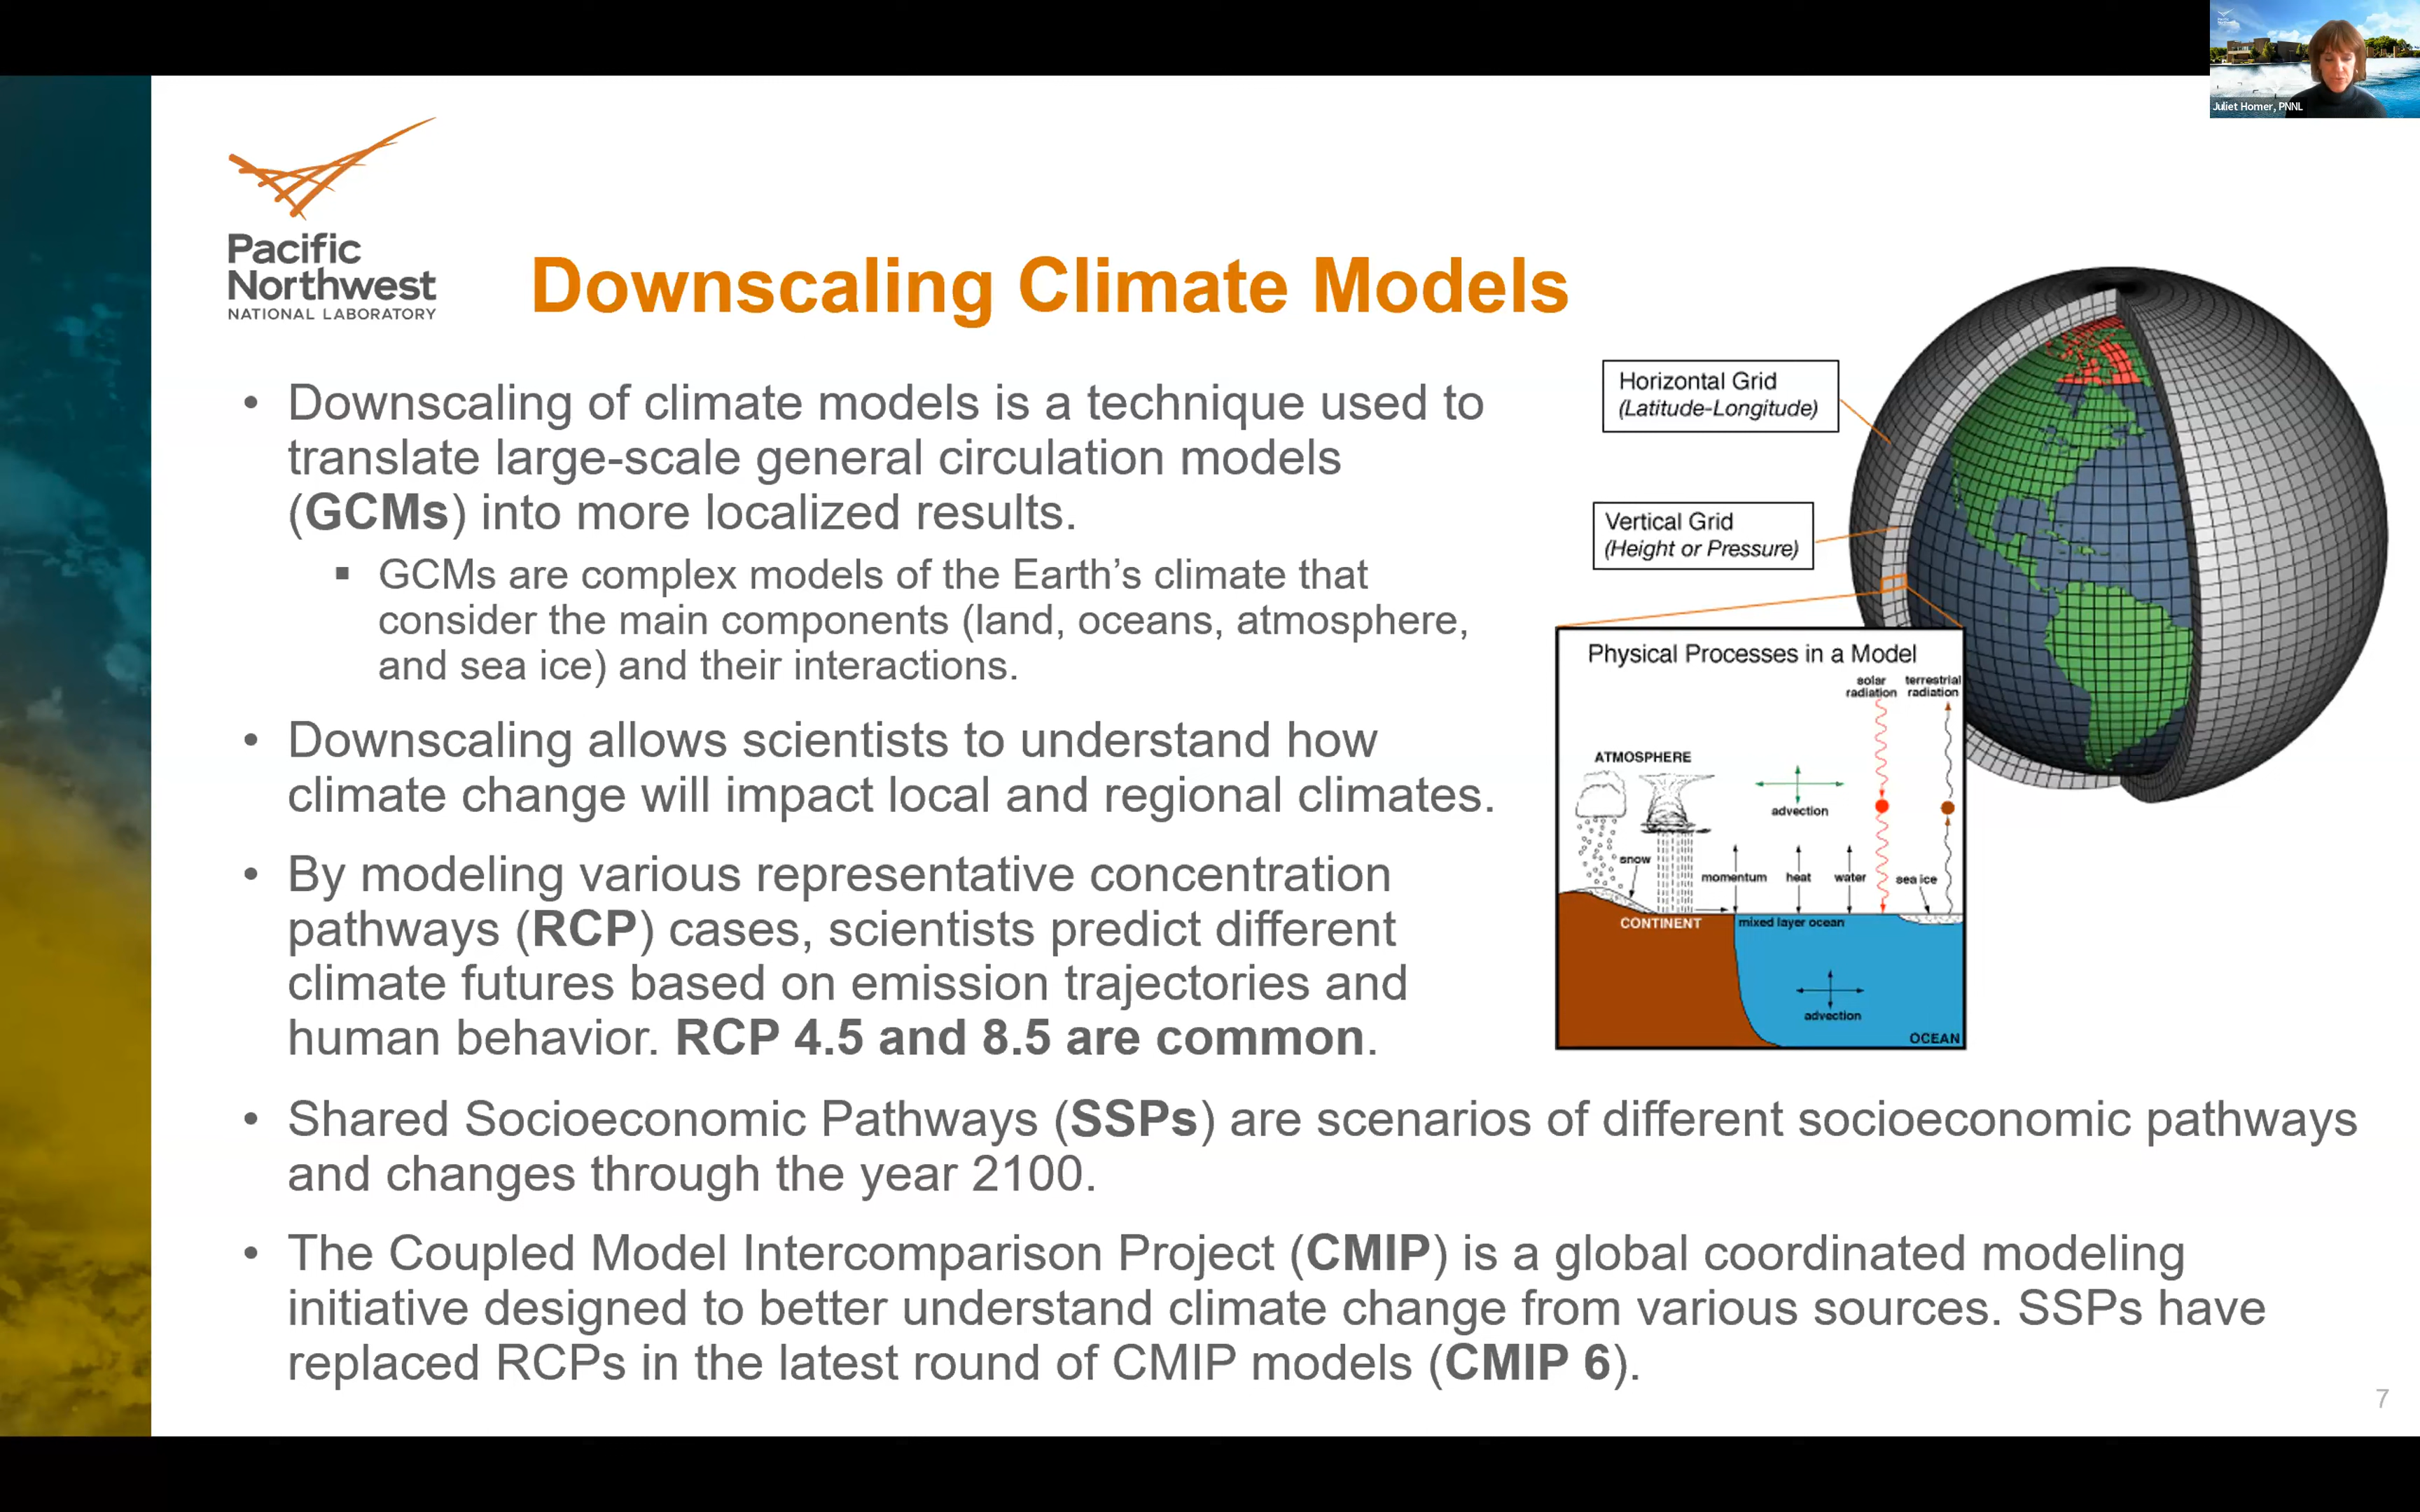 Juliet Homer, PNNL
Pacific
Northwest
NATIONAL LABORATORY
Downscaling Climate Models
• Downscaling of climate models is a technique used to
translate large-scale general circulation models
(GCMs) into more localized results.
▪ GCMs are complex models of the Earth’s climate that
consider the main components (land, oceans, atmosphere,
and sea ice) and their interactions.
• Downscaling allows scientists to understand how
climate change will impact local and regional climates.
• By modeling various representative concentration
pathways (RCP) cases, scientists predict different
climate futures based on emission trajectories and
human behavior. RCP 4.5 and 8.5 are common.
• Shared Socioeconomic Pathways (SSPs) are scenarios of different socioeconomic pathways
and changes through the year 2100.
• The Coupled Model Intercomparison Project (CMIP) is a global coordinated modeling
initiative designed to better understand climate change from various sources. SSPs have
replaced RCPs in the latest round of CMIP models (CMIP 6).
Horizontal Grid
(Latitude-Longitude)
Vertical Grid
(Height or Pressure)
Physical Processes in a Model
solar terrestrial
radiation radiation
ATMOSPHERE
advection
snow
momentum heat water sea ice
CONTINENT mixed layer ocean
advection
OCEAN
7